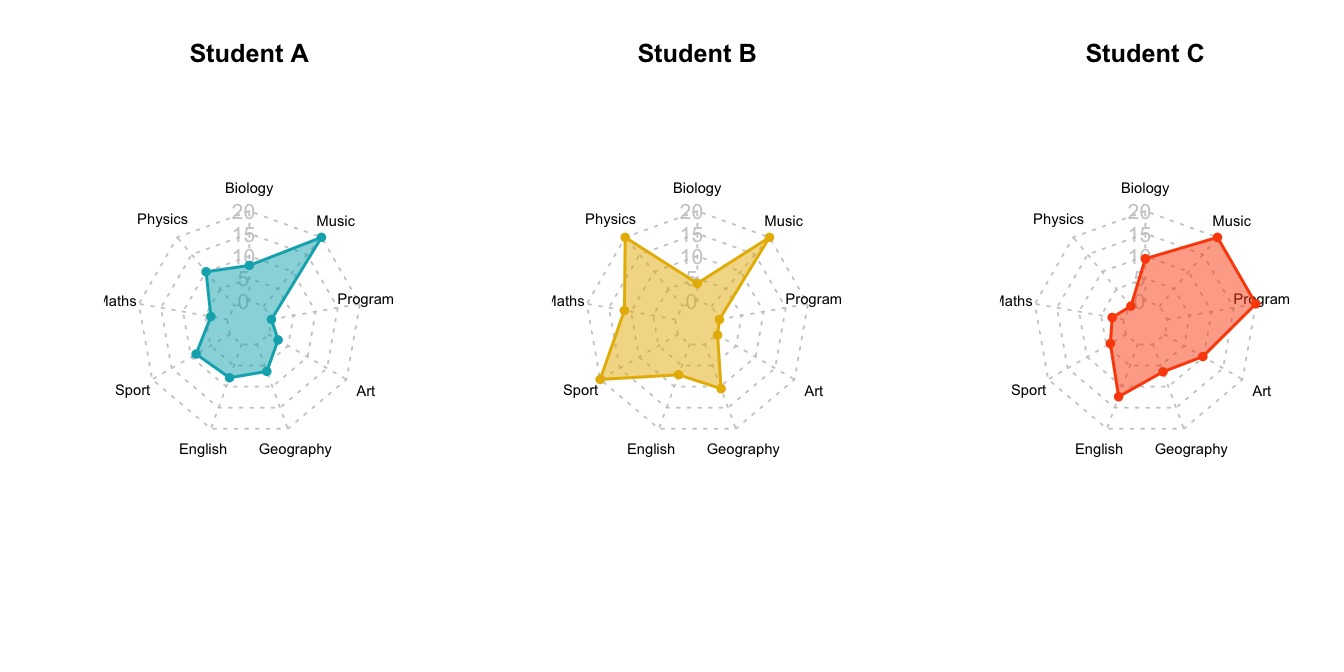 Student A
Biology
20
15
10
5
0
Physics
Music
Maths
Program
Sport
Art
English
Geography
Student B
Biology
20
15
10
5
0
Physics
Music
Maths
Program
Sport
Art
English
Geography
Student C
Biology
20
15
10
5
0
Physics
Music
Maths
Program
Sport
Art
English
Geography